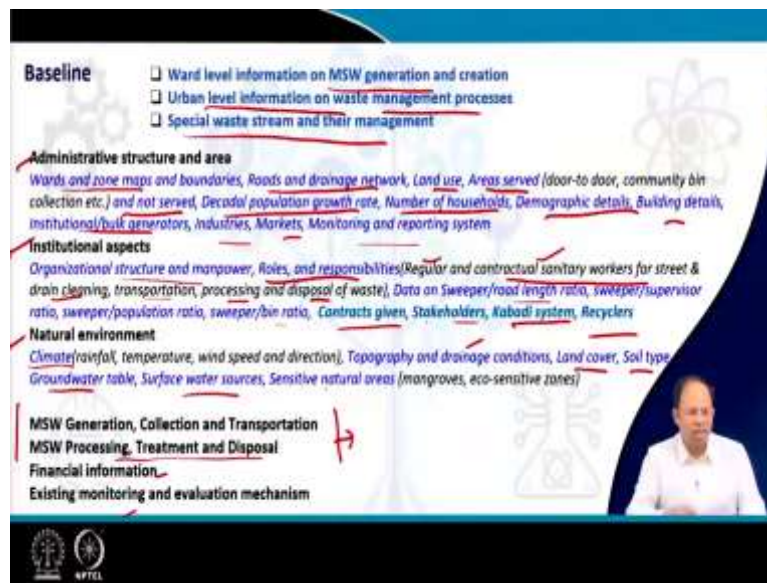 Baseline
❑ Ward level information on MSW generation and creation
❑ Urban level information on waste management processes
❑ Special waste stream and their management
Administrative structure and area
Wards and zone maps and boundaries, Roads and drainage network, Land use, Areas served (door-to door, community bin
collection etc.) and not served, Decadal population growth rate, Number of households, Demographic details, Building details,
Institutional/bulk generators, Industries, Markets, Monitoring and reporting system
Institutional aspects
Organizational structure and manpower, Roles, and responsibilities(Regular and contractual sanitary workers for street &
drain cleaning, transportation, processing and disposal of waste), Data on Sweeper/road length ratio, sweeper/supervisor
ratio, sweeper/population ratio, sweeper/bin ratio, Contracts given, Stakeholders, Kabadi system, Recyclers
Natural environment
Climate(rainfall, temperature, wind speed and direction), Topography and drainage conditions, Land cover, Soil type,
Groundwater table, Surface water sources, Sensitive natural areas (mangroves, eco-sensitive zones)
MSW Generation, Collection and Transportation
MSW Processing, Treatment and Disposal
Financial information
Existing monitoring and evaluation mechanism
NPTEL